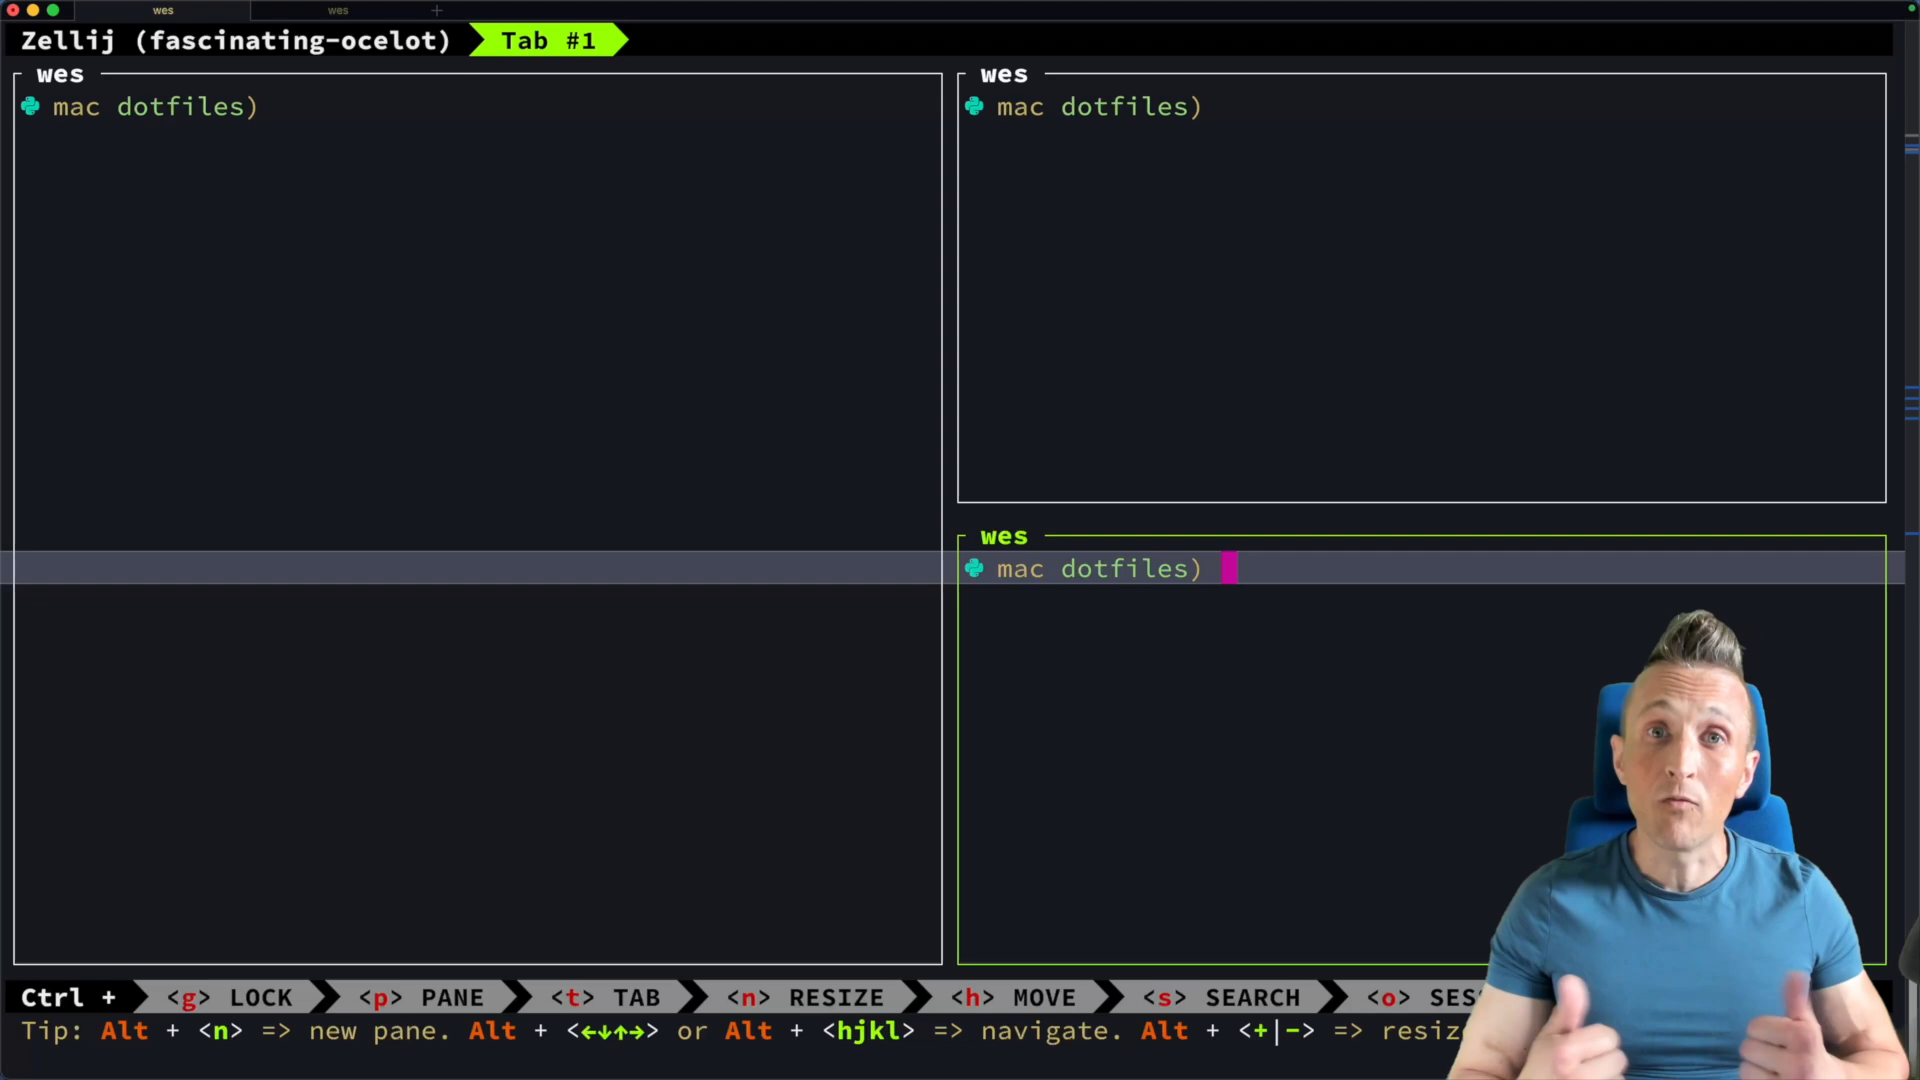 wes wes +
Zellij (fascinating-ocelot) Tab #1
wes
mac dotfiles)
wes
mac dotfiles)
wes
mac dotfiles)
Ctrl + <g> LOCK <p> PANE <t> TAB <n> RESIZE <h> MOVE <s> SEARCH <o> SES
Tip: Alt + <n> => new pane. Alt + <←↓↑→> or Alt + <hjkl> => navigate. Alt + <+|-> => resiz